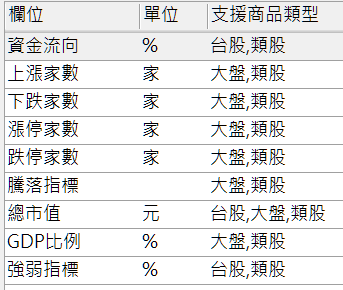 欄位 單位 支援商品類型
資金流向 % 台股,類股
上漲家數 家 大盤,類股
下跌家數 家 大盤,類股
漲停家數 家 大盤,類股
跌停家數 家 大盤,類股
騰落指標 大盤,類股
總市值 元 台股,大盤,類股
GDP比例 % 大盤,類股
強弱指標 % 台股,類股